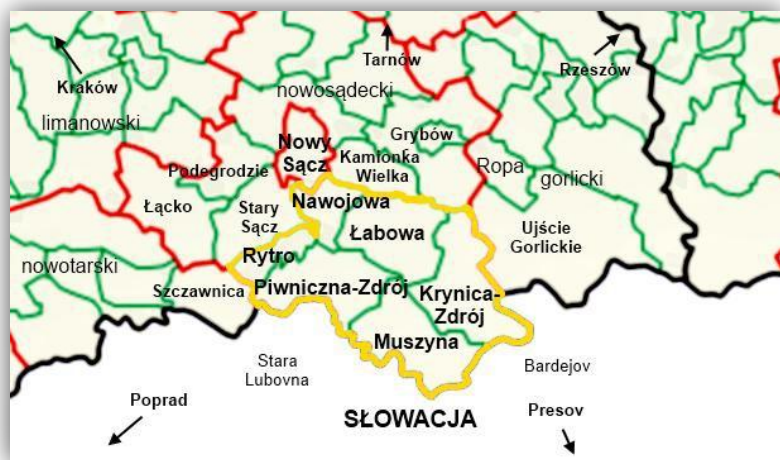 Tarnów
Rzeszów
Kraków
nowosądecki
limanowski
Grybów
Nowy
Sącz
Kamionka
Wielka
Podegrodzie
Ropa
gorlicki
Łącko
Stary
Sącz
Nawojowa
Łabowa
Ujście
Gorlickie
Rytro
nowotarski
Szczawnica
Piwniczna-Zdrój
Krynica-
Zdrój
Muszyna
Stara
Lubovna
Bardejov
Poprad
SŁOWACJA
Presov